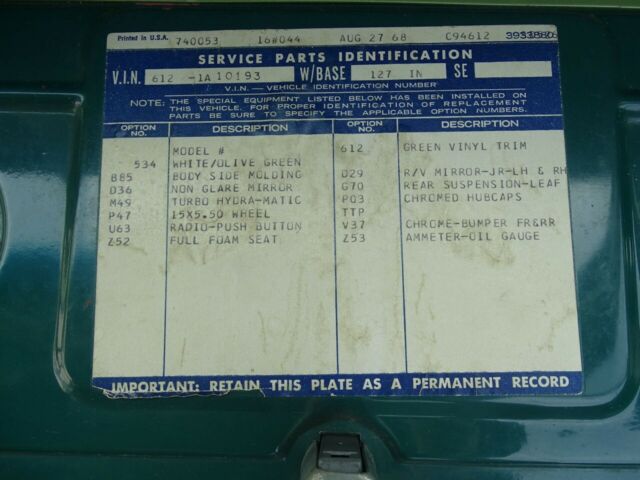 Printed in U.S.A. 740053 16#044 AUG 27 68 C94612
SERVICE PARTS IDENTIFICATION
V.I.N. 612 -1A10193 W/BASE 127 IN SE
V.I.N. — VEHICLE IDENTIFICATION NUMBER
NOTE: THE SPECIAL EQUIPMENT LISTED BELOW HAS BEEN INSTALLED ON
THIS VEHICLE. FOR PROPER IDENTIFICATION OF REPLACEMENT
PARTS BE SURE TO SPECIFY THE APPLICABLE OPTION NUMBERS.
OPTION NO. DESCRIPTION OPTION NO. DESCRIPTION
MODEL # 612 GREEN VINYL TRIM
534 WHITE/OLIVE GREEN
B85 BODY SIDE MOLDING D29 R/V MIRROR-JR-LH & RH
D36 NON GLARE MIRROR G70 REAR SUSPENSION-LEAF
M49 TURBO HYDRA-MATIC P03 CHROMED HUBCAPS
P47 15X5.50 WHEEL TTP
U63 RADIO-PUSH BUTTON V37 CHROME-BUMPER FR&RR
Z52 FULL FOAM SEAT Z53 AMMETER-OIL GAUGE
IMPORTANT: RETAIN THIS PLATE AS A PERMANENT RECORD